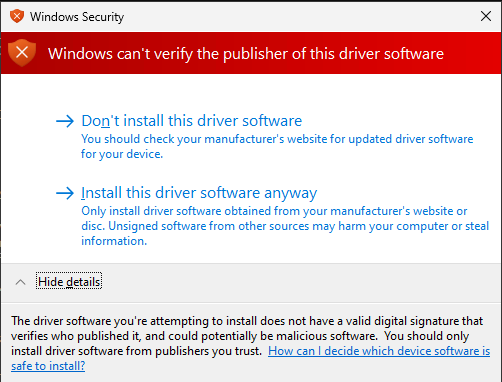 Windows Security
Windows can't verify the publisher of this driver software
Don't install this driver software
You should check your manufacturer's website for updated driver software
for your device.
Install this driver software anyway
Only install driver software obtained from your manufacturer's website or
disc. Unsigned software from other sources may harm your computer or steal
information.
Hide details
The driver software you're attempting to install does not have a valid digital signature that
verifies who published it, and could potentially be malicious software.  You should only
install driver software from publishers you trust.  How can I decide which device software is
safe to install?